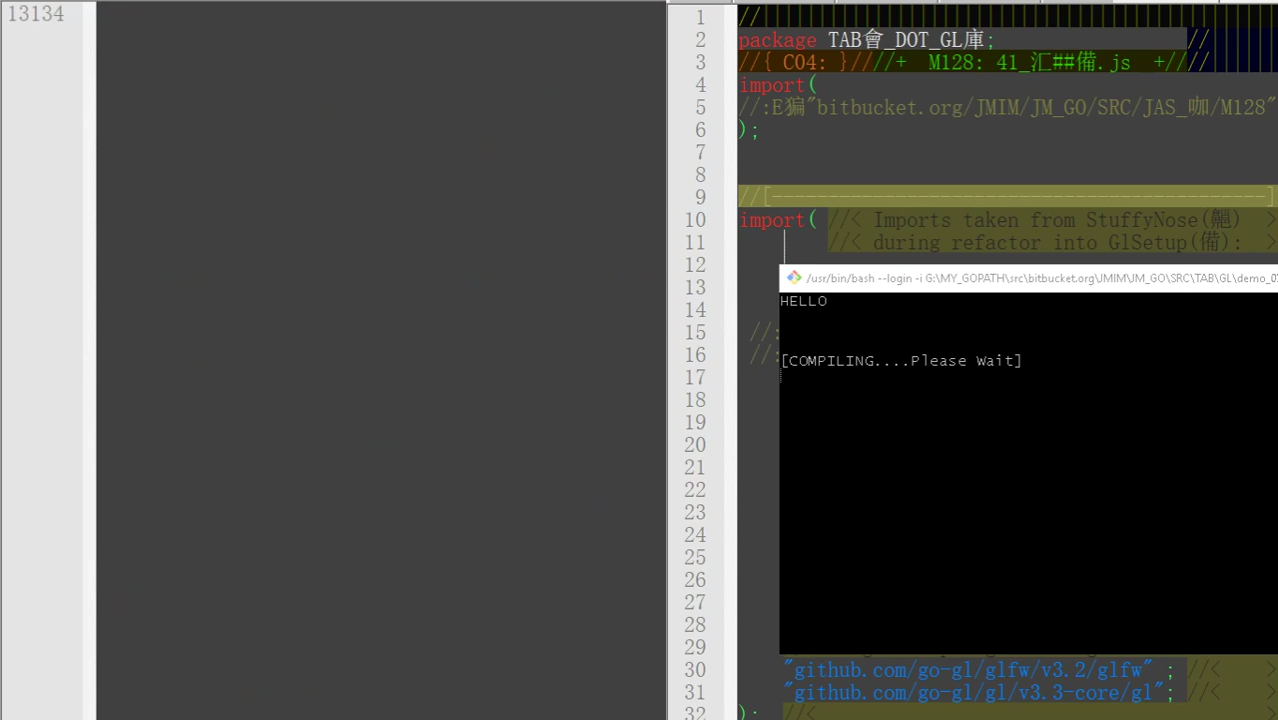 13134
1 //
2 package TAB會_DOT_GL庫; //
3 //{ C04: }////+ M128: 41_汇##備.js +////
4 import(
5 //:E猵"bitbucket.org/JMIM/JM_GO/SRC/JAS_咖/M128"
6 );
7
8
9 //[--------------------------------------------]
10 import( //< Imports taken from StuffyNose() >
11 //< during refactor into GlSetup(備): >
12
/usr/bin/bash --login -i G:\MY_GOPATH\src\bitbucket.org\JMIM\JM_GO\SRC\TAB\GL\demo_0
13
HELLO
14
15 //:
16 //:
[COMPILING....Please Wait]
17
18
19
20
21
22
23
24
25
26
27
28
29
30 "github.com/go-gl/glfw/v3.2/glfw" ; //< >
31 "github.com/go-gl/gl/v3.3-core/gl"; //< >
32 ); //< >